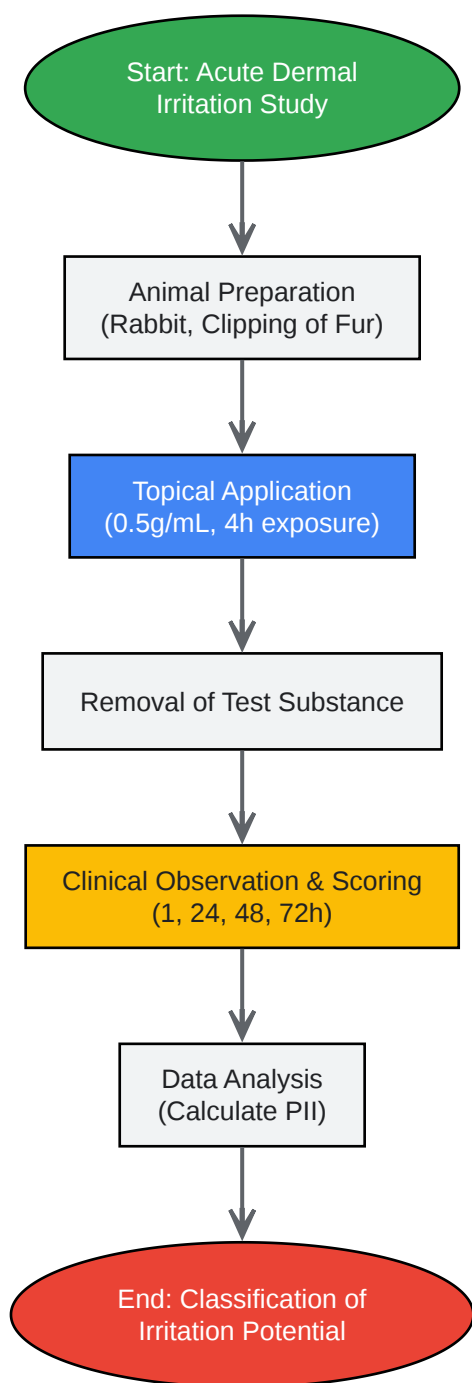 Start: Acute Dermal
Irritation Study
Animal Preparation
(Rabbit, Clipping of Fur)
Topical Application
(0.5g/mL, 4h exposure)
Removal of Test Substance
Clinical Observation & Scoring
(1, 24, 48, 72h)
Data Analysis
(Calculate PII)
End: Classification of
Irritation Potential